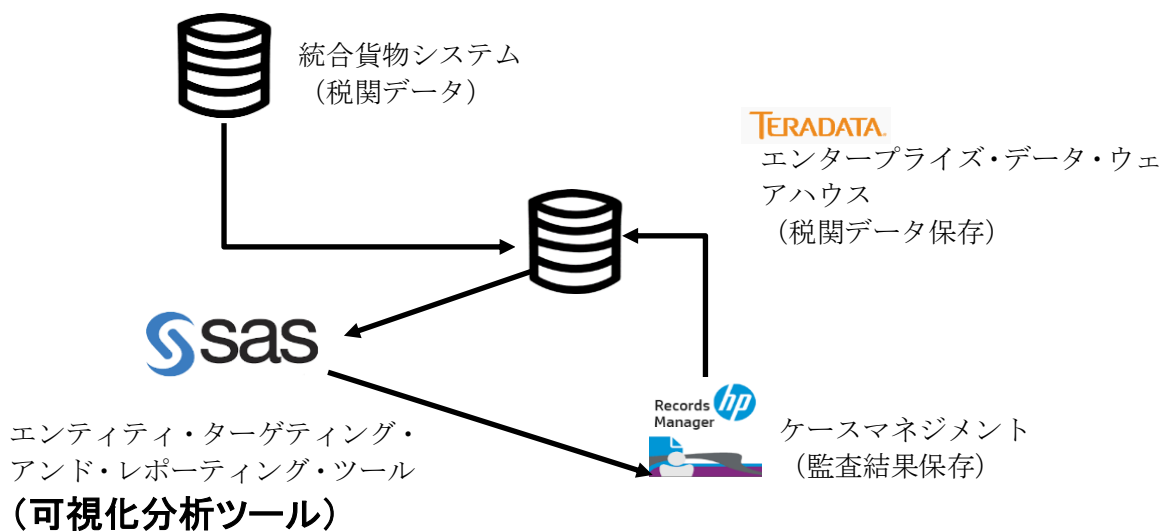 統合貨物システム
（税関データ）
TERADATA.
エンタープライズ・データ・ウェ
アハウス
（税関データ保存）
sas
Records
Manager
hp
エンティティ・ターゲティング・
アンド・レポーティング・ツール
（可視化分析ツール）
ケースマネジメント
（監査結果保存）